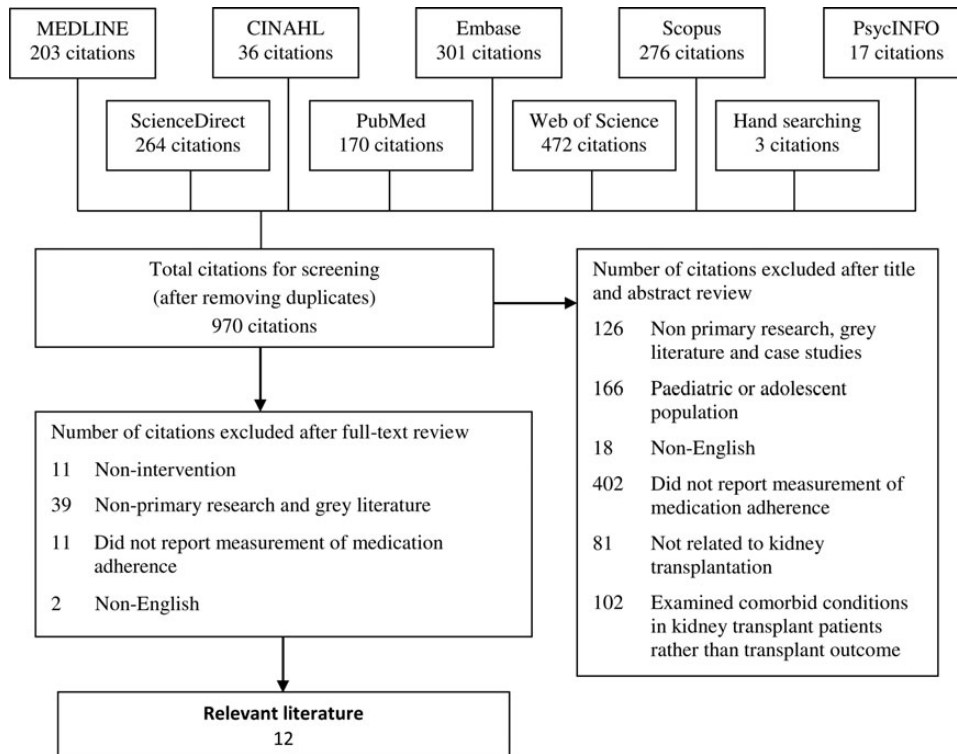 MEDLINE
203 citations
CINAHL
36 citations
Embase
301 citations
Scopus
276 citations
PsycINFO
17 citations
ScienceDirect
264 citations
PubMed
170 citations
Web of Science
472 citations
Hand searching
3 citations
Total citations for screening
(after removing duplicates)
970 citations
Number of citations excluded after title
and abstract review
126 Non primary research, grey
literature and case studies
166 Paediatric or adolescent
population
18 Non-English
402 Did not report measurement of
medication adherence
81 Not related to kidney
transplantation
102 Examined comorbid conditions
in kidney transplant patients
rather than transplant outcome
Number of citations excluded after full-text review
11 Non-intervention
39 Non-primary research and grey literature
11 Did not report measurement of medication
adherence
2 Non-English
Relevant literature
12